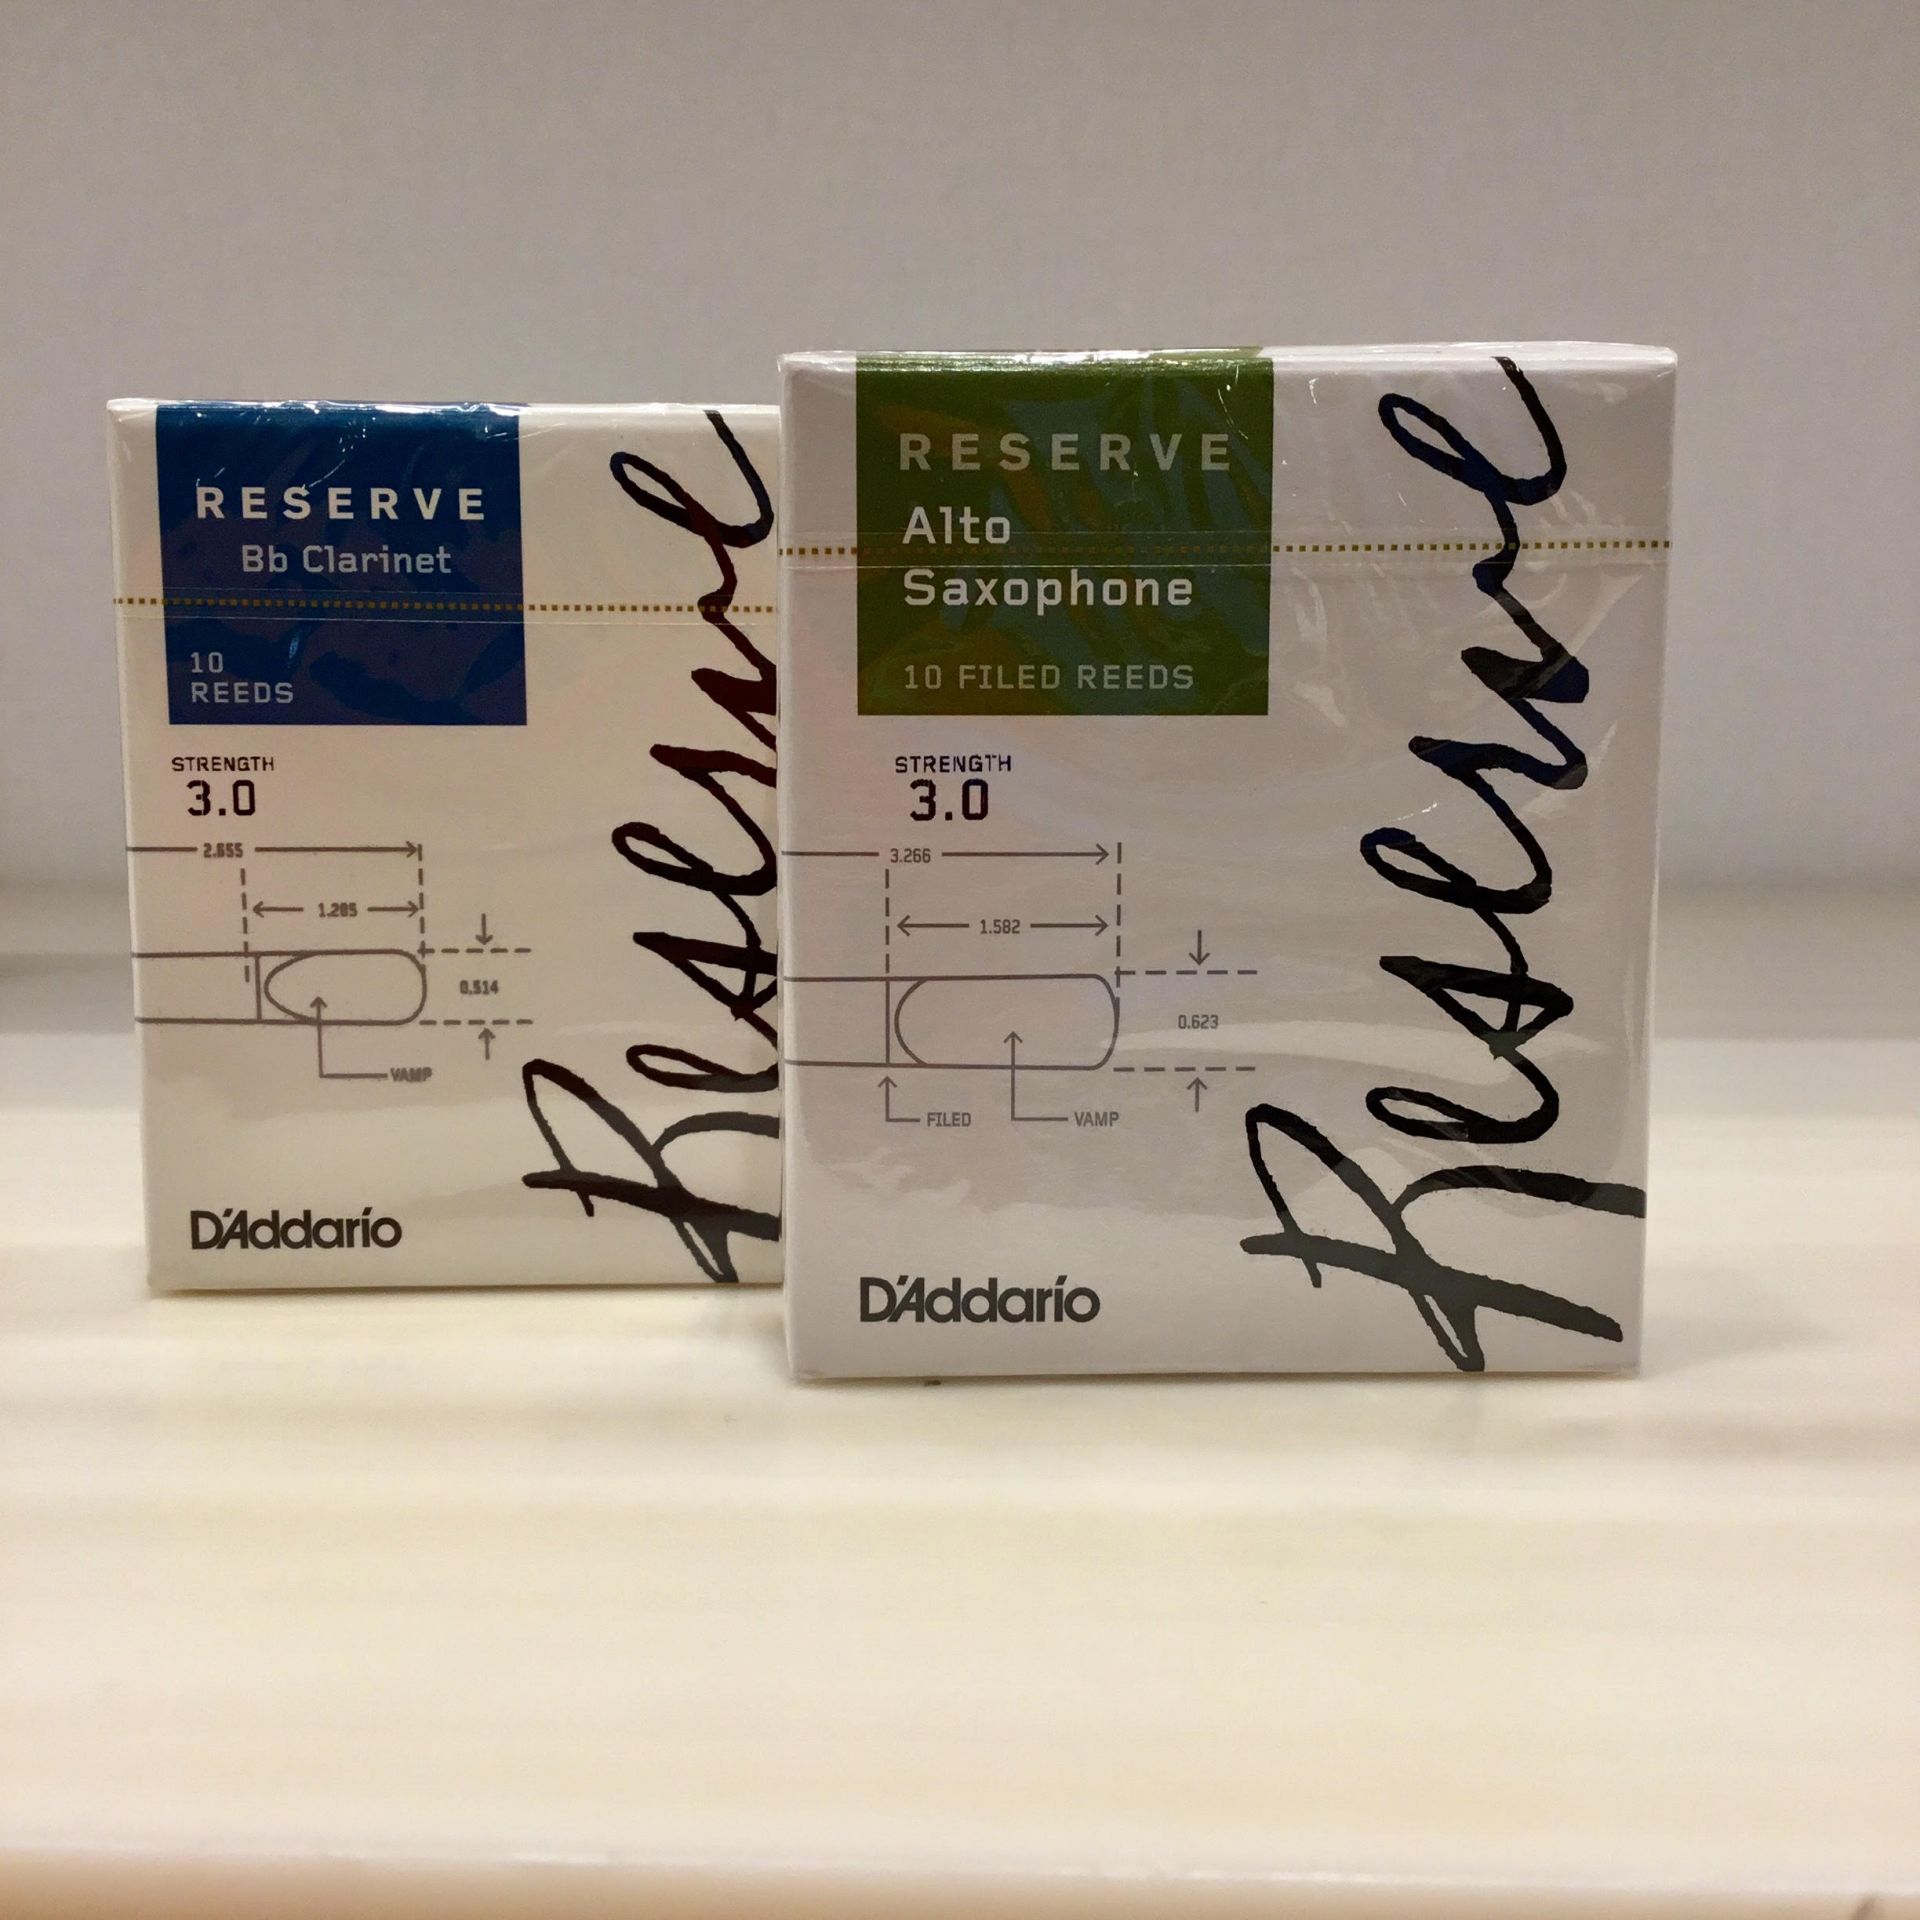 RESERVE
Bb Clarinet
10
REEDS
STRENGTH
3.0
2.655
1.285
0.514
VAMP
D'Addario
Reserve
RESERVE
Alto
Saxophone
10 FILED REEDS
STRENGTH
3.0
3.266
1.582
0.623
FILED
VAMP
D'Addario
Reserve